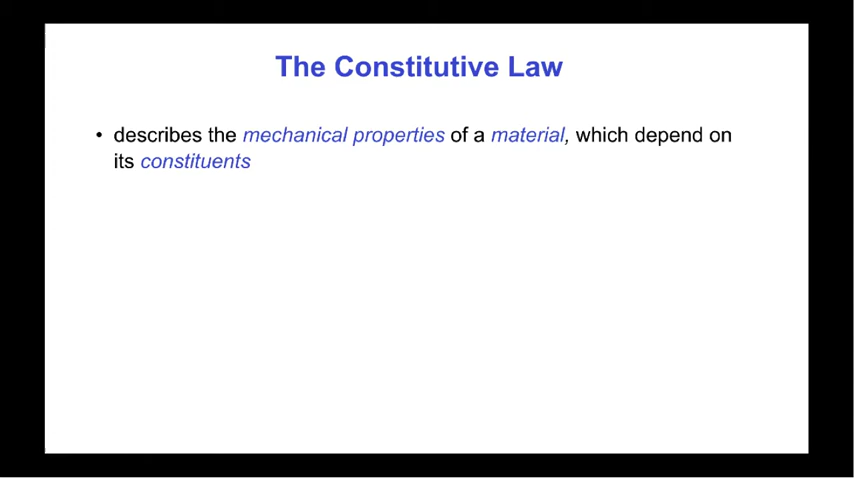 The Constitutive Law
• describes the mechanical properties of a material, which depend on
its constituents